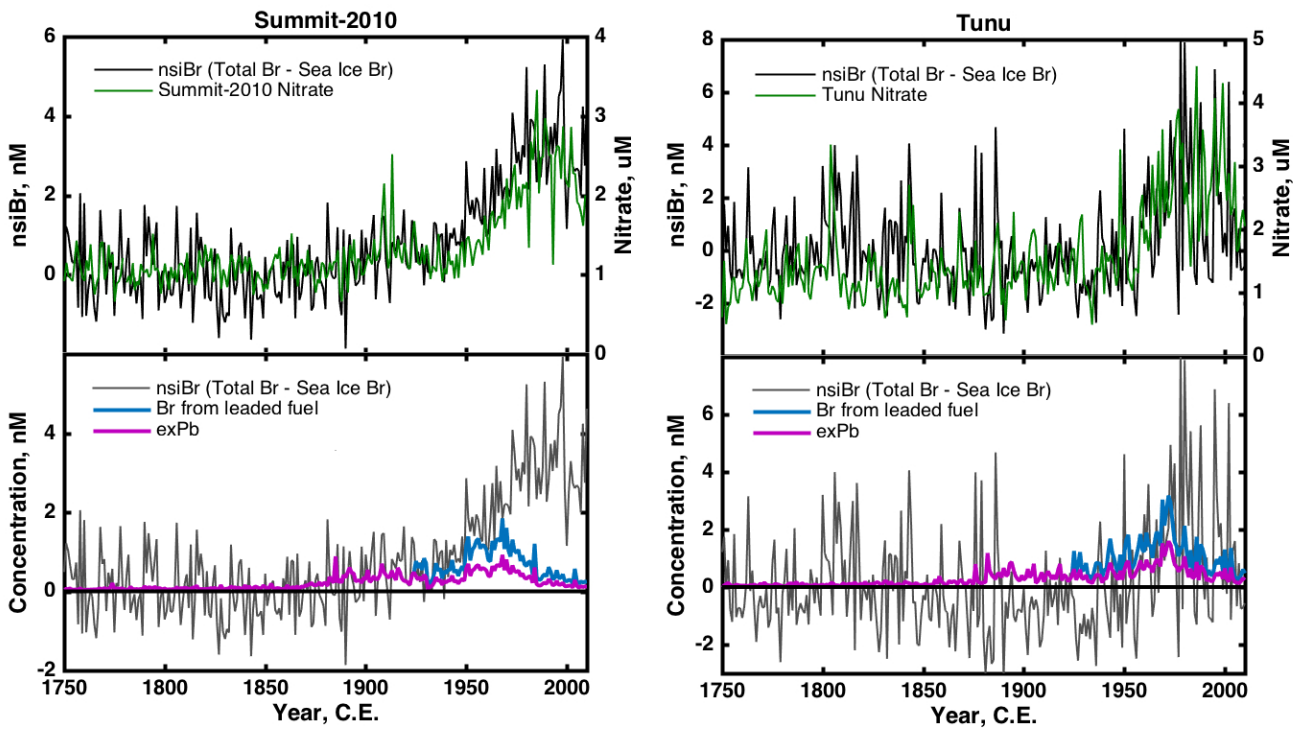 Summit-2010
6
4
2
0
nsiBr, nM
nsiBr (Total Br - Sea Ice Br)
Summit-2010 Nitrate
4
3
2
1
0
Nitrate, uM
nsiBr (Total Br - Sea Ice Br)
Br from leaded fuel
exPb
4
2
0
-2
Concentration, nM
1750 1800 1850 1900 1950 2000
Year, C.E.
Tunu
8
6
4
2
0
-2
nsiBr, nM
nsiBr (Total Br - Sea Ice Br)
Tunu Nitrate
5
4
3
2
1
0
Nitrate, uM
nsiBr (Total Br - Sea Ice Br)
Br from leaded fuel
exPb
6
4
2
0
-2
Concentration, nM
1750 1800 1850 1900 1950 2000
Year, C.E.